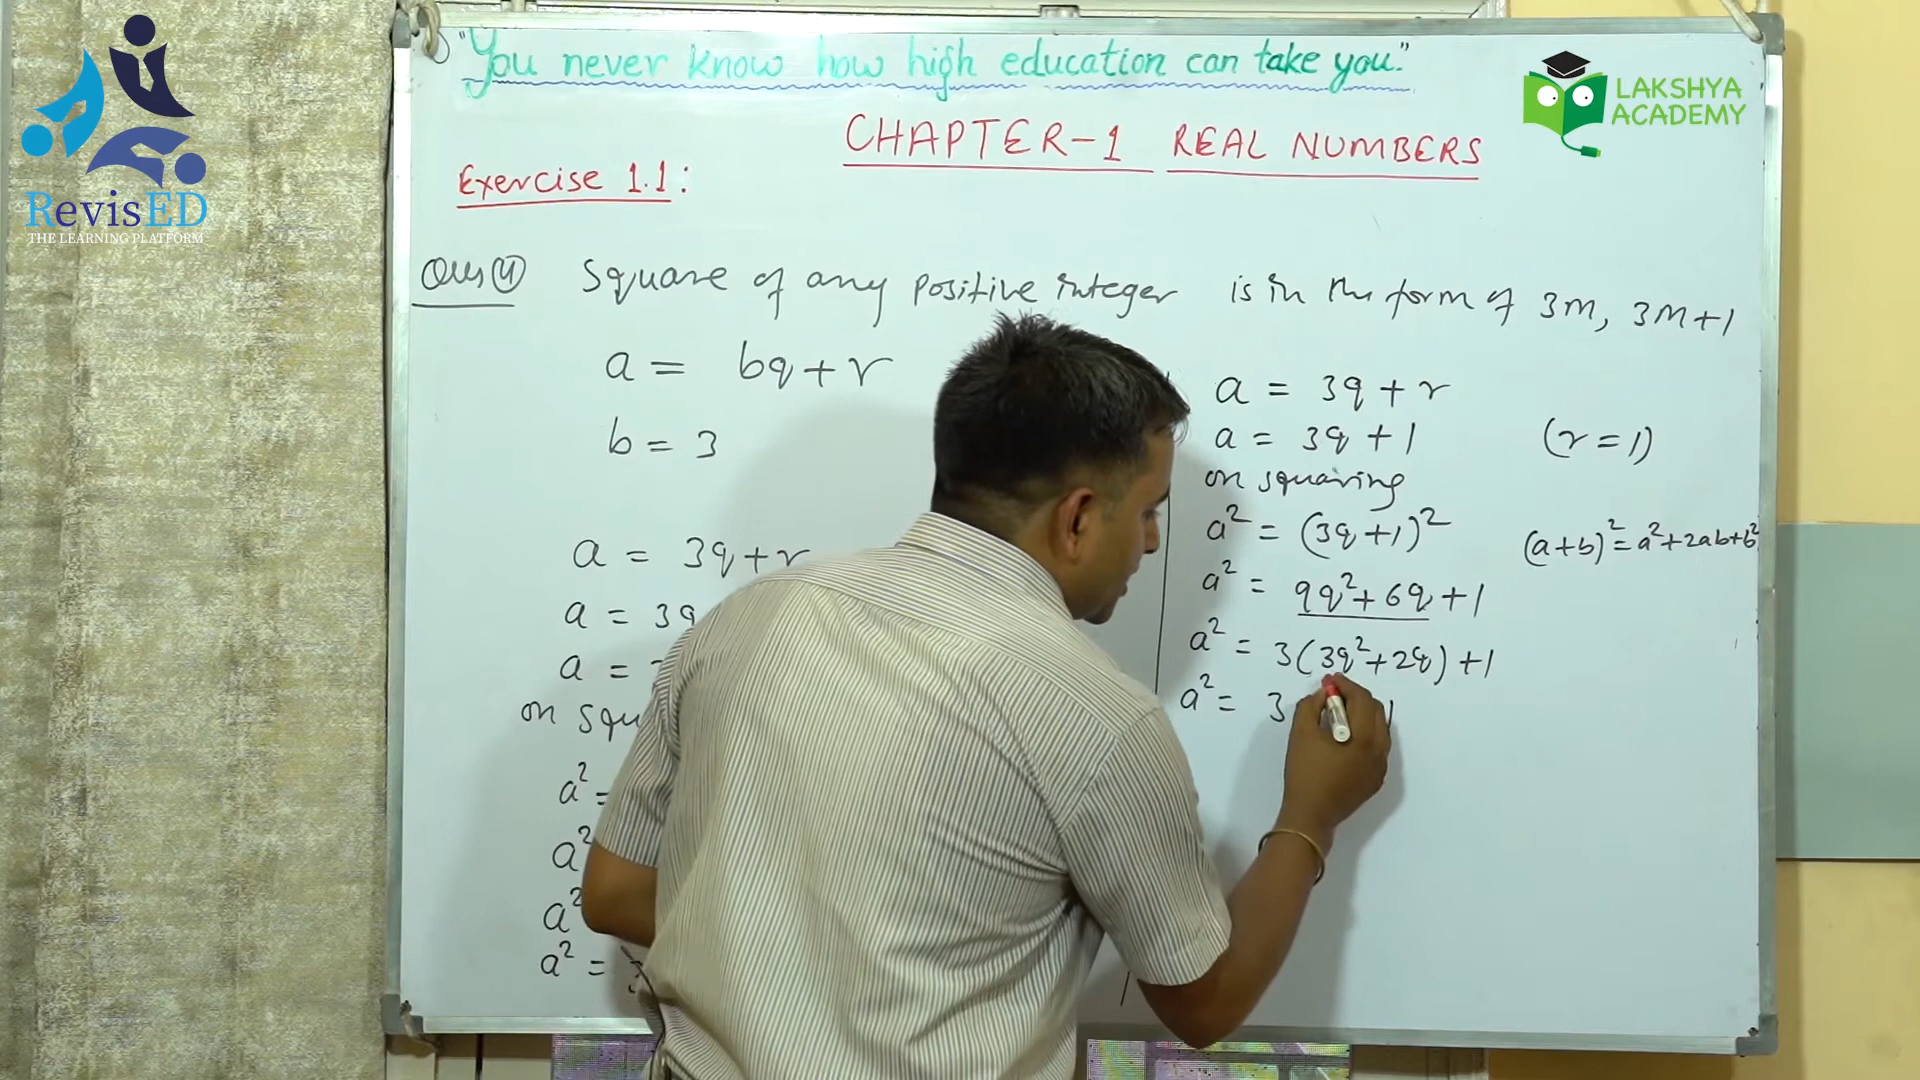 "You never know how high education can take you."
RevisED
THE LEARNING PLATFORM
LAKSHYA
ACADEMY
CHAPTER-1 REAL NUMBERS
Exercise 1.1:
Ques (4) Square of any positive integer is in the form of 3m, 3m+1
a = bq+r
b = 3
a = 3q+r
a = 3q
a =
on squ
a² =
a²
a²
a² = 3
a = 3q + r
a = 3q + 1 (r = 1)
on squaring
a² = (3q+1)² (a+b)²=a²+2ab+b²
a² = 9q²+6q+1
a² = 3(3q²+2q)+1
a² = 3 1